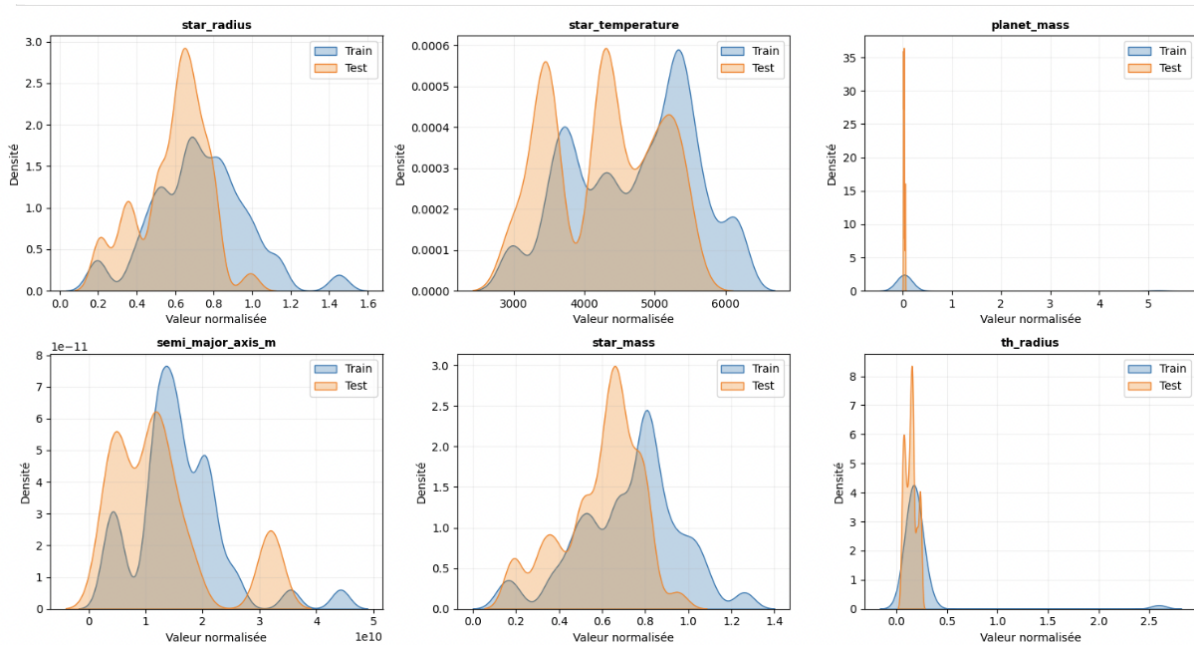 star_radius
3.0
2.5
2.0
1.5
1.0
0.5
0.0
Densité
0.0 0.2 0.4 0.6 0.8 1.0 1.2 1.4 1.6
Valeur normalisée
Train
Test
star_temperature
0.0006
0.0005
0.0004
0.0003
0.0002
0.0001
0.0000
Densité
3000 4000 5000 6000
Valeur normalisée
Train
Test
planet_mass
35
30
25
20
15
10
5
0
Densité
0 1 2 3 4 5
Valeur normalisée
Train
Test
semi_major_axis_m
1e−11
8
7
6
5
4
3
2
1
0
Densité
0 1 2 3 4 5
1e10
Valeur normalisée
Train
Test
star_mass
3.0
2.5
2.0
1.5
1.0
0.5
0.0
Densité
0.0 0.2 0.4 0.6 0.8 1.0 1.2 1.4
Valeur normalisée
Train
Test
th_radius
8
7
6
5
4
3
2
1
0
Densité
0.0 0.5 1.0 1.5 2.0 2.5
Valeur normalisée
Train
Test